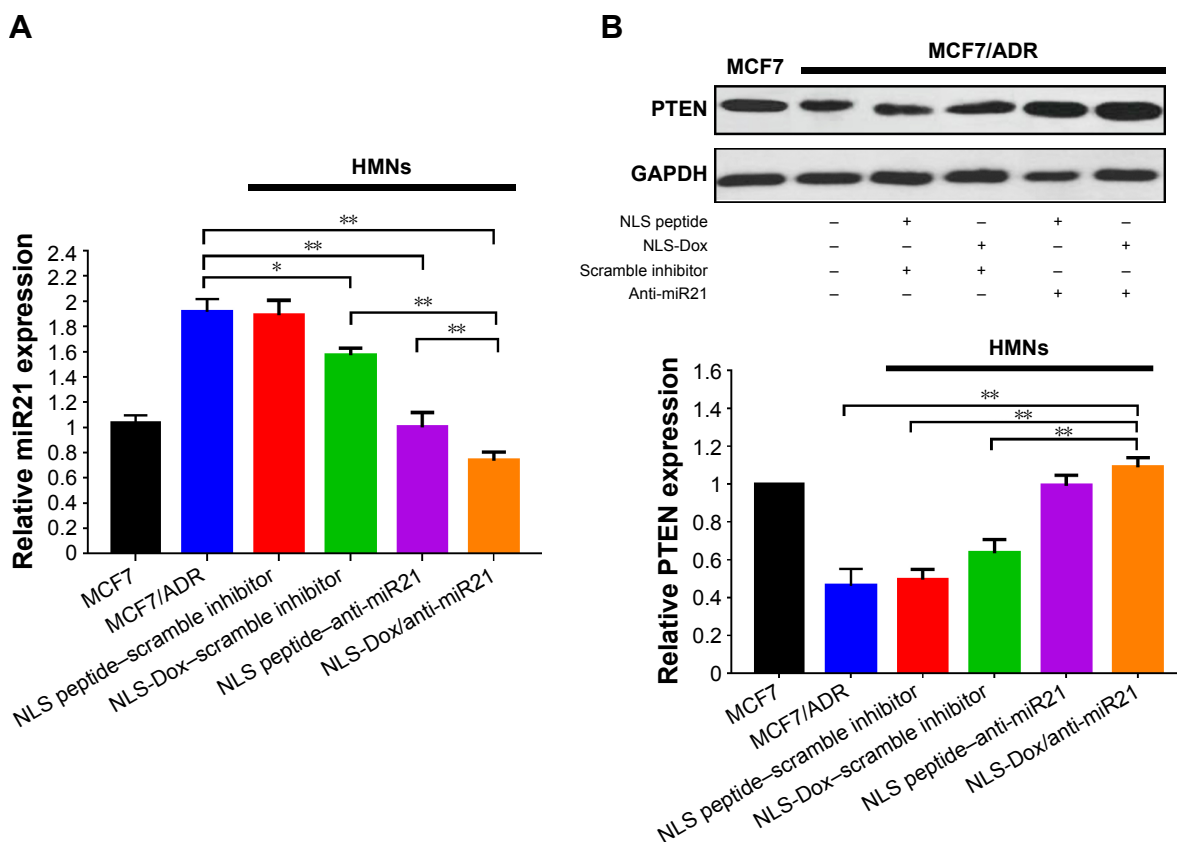 A
HMNs
Relative miR21 expression
2.4
2.2
2
1.8
1.6
1.4
1.2
1
0.8
0.6
0.4
0.2
0
**
**
*
**
**
MCF7
MCF7/ADR
NLS peptide–scramble inhibitor
NLS-Dox–scramble inhibitor
NLS peptide–anti-miR21
NLS-Dox/anti-miR21
B
MCF7/ADR
MCF7
PTEN
GAPDH
NLS peptide – + – + –
NLS-Dox – – + – +
Scramble inhibitor – + + – –
Anti-miR21 – – – + +
HMNs
Relative PTEN expression
1.6
1.4
1.2
1
0.8
0.6
0.4
0.2
0
**
**
**
MCF7
MCF7/ADR
NLS peptide–scramble inhibitor
NLS-Dox–scramble inhibitor
NLS peptide–anti-miR21
NLS-Dox/anti-miR21